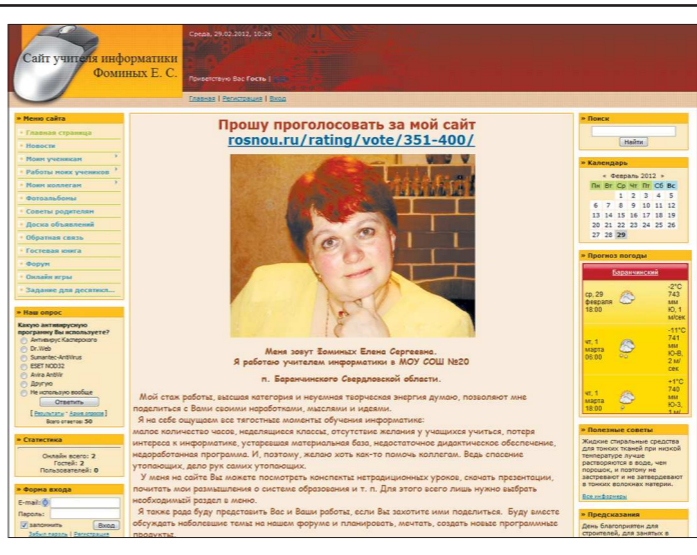 Среда, 29.02.2012, 10:26
Сайт учителя информатики
Фоминых Е. С.
Приветствую Вас Гость |
Главная | Регистрация | Вход
» Меню сайта
Главная страница
Новости
Моим ученикам
Работы моих учеников
Моим коллегам
Фотоальбомы
Советы родителям
Доска объявлений
Обратная связь
Гостевая книга
Форум
Онлайн игры
Задание для десятикл...
» Наш опрос
Какую антивирусную
программу Вы используете?
Антивирус Касперского
Dr.Web
Sumantec-AntiVirus
ESET NOD32
Avira AntiVir
Другую
Не использую вообще
Ответить
[ Результаты · Архив опросов ]
Всего ответов: 50
» Статистика
Онлайн всего: 2
Гостей: 2
Пользователей: 0
» Форма входа
E-mail:
Пароль:
запомнить Вход
Забыл пароль | Регистрация
Прошу проголосовать за мой сайт
rosnou.ru/rating/vote/351-400/
Меня зовут Фоминых Елена Сергеевна.
Я работаю учителем информатики в МОУ СОШ №20
п. Баранчинского Свердловской области.
Мой стаж работы, высшая категория и неуемная творческая энергия думаю, позволяют мне
поделиться с Вами своими наработками, мыслями и идеями.
Я на себе ощущаем все тягостные моменты обучения информатике:
малое количество часов, неделящиеся классы, отсутствие желания у учащихся учиться, потеря
интереса к информатике, устаревшая материальная база, недостаточное дидактическое обеспечение,
недоработанная программа. И, поэтому, желаю хоть как-то помочь коллегам. Ведь спасение
утопающих, дело рук самих утопающих.
У меня на сайте Вы можете посмотреть конспекты нетрадиционных уроков, скачать презентации,
почитать мои размышления о системе образования и т. п. Для этого всего лишь нужно выбрать
необходимый раздел в меню.
Я также рада буду представить Вас и Ваши работы, если Вы захотите ими поделиться. Буду вместе
обсуждать наболевшие темы на нашем форуме и планировать, мечтать, создать новые программные
продукты.
» Поиск
Найти
» Календарь
« Февраль 2012 »
Пн Вт Ср Чт Пт Сб Вс
1 2 3 4 5
6 7 8 9 10 11 12
13 14 15 16 17 18 19
20 21 22 23 24 25 26
27 28 29
» Прогноз погоды
Баранчинский
ср, 29
февраля
18:00
-2°C
743
мм
Ю, 1
м/сек
чт, 1
марта
06:00
-11°C
741
мм
Ю-В,
2 м/
сек
чт, 1
марта
18:00
+1°C
740
мм
Ю-З,
» Полезные советы
Жидкие стиральные средства
для тонких тканей при низкой
температуре лучше
растворяются в воде, чем
порошок, и поэтому не
застревают и не затвердевают
в тонких волокнах материи.
Все информеры
» Предсказания
День благоприятен для
строителей, для занятых в